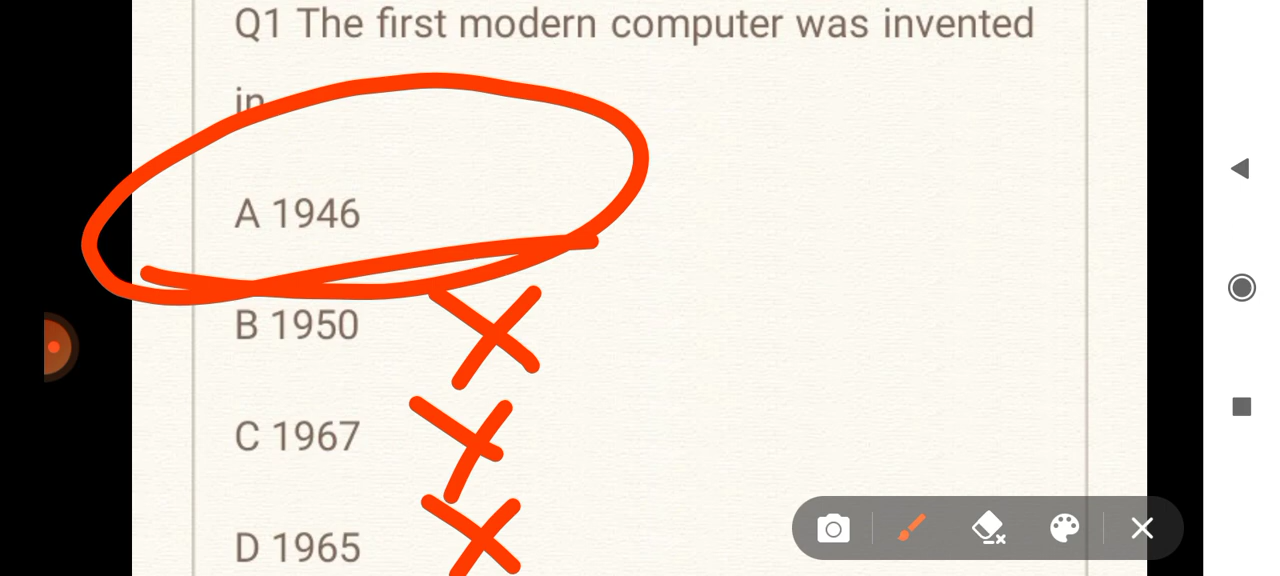 Q1 The first modern computer was invented
in
A 1946
B 1950
C 1967
D 1965